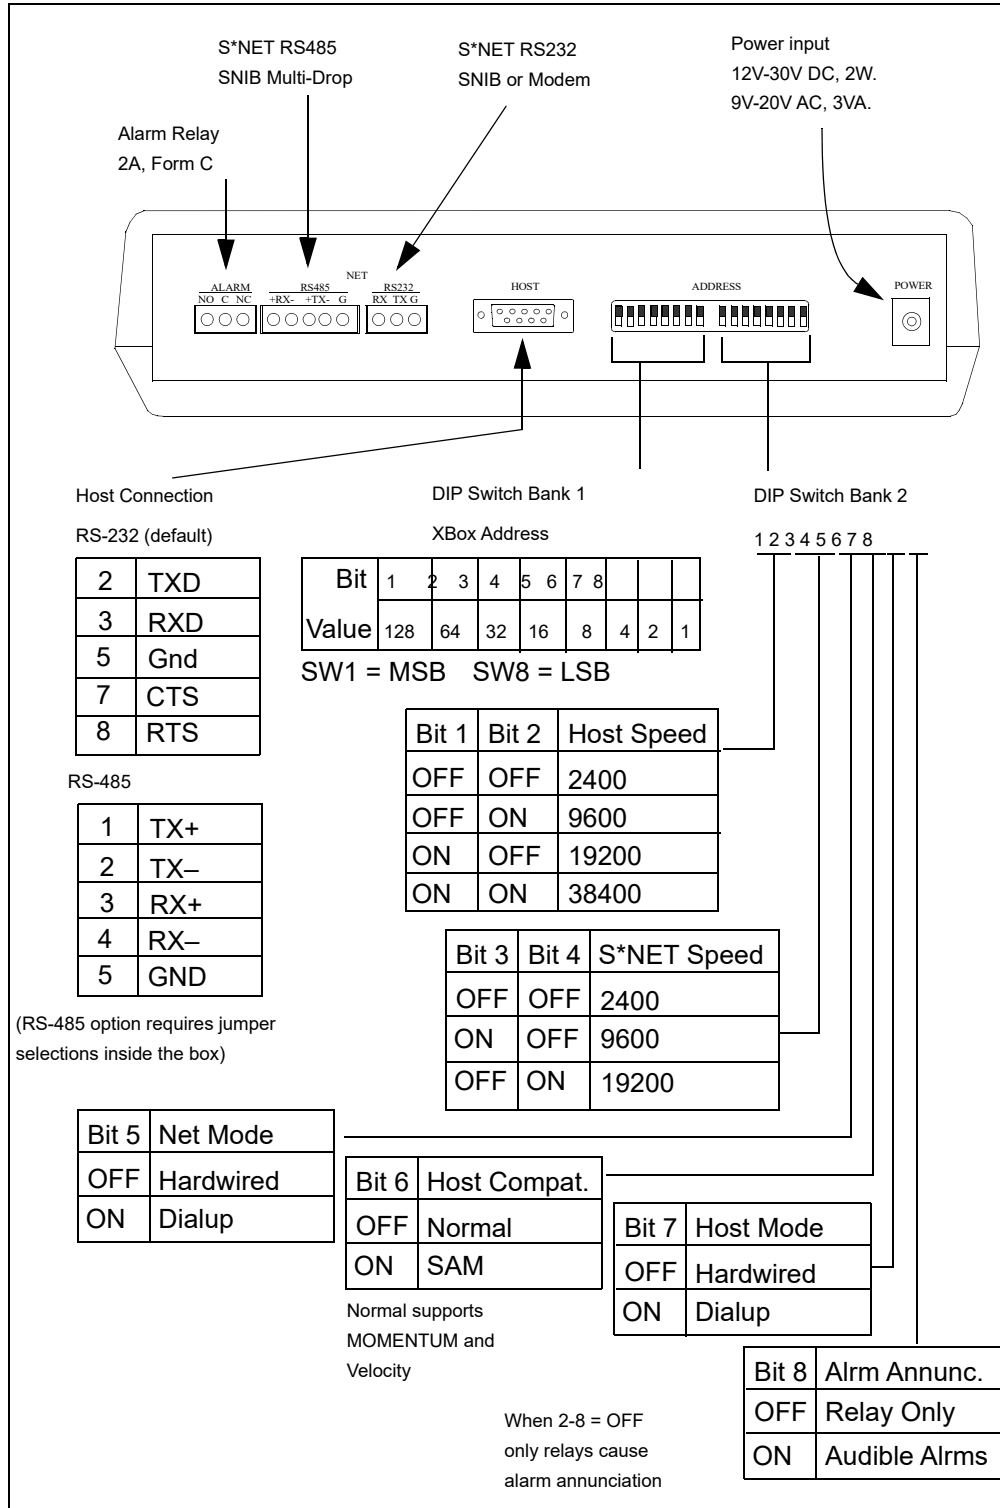 S*NET RS485
SNIB Multi-Drop
S*NET RS232
SNIB or Modem
Power input
12V-30V DC, 2W.
9V-20V AC, 3VA.
Alarm Relay
2A, Form C
NET
ALARM
NO C NC
RS485
+RX- +TX- G
RS232
RX TX G
HOST
ADDRESS
POWER
Host Connection
RS-232 (default)
2 TXD
3 RXD
5 Gnd
7 CTS
8 RTS
RS-485
1 TX+
2 TX–
3 RX+
4 RX–
5 GND
(RS-485 option requires jumper
selections inside the box)
DIP Switch Bank 1
XBox Address
Bit 1 2 3 4 5 6 7 8
Value 128 64 32 16 8 4 2 1
SW1 = MSB SW8 = LSB
DIP Switch Bank 2
1 2 3 4 5 6 7 8
Bit 1 Bit 2 Host Speed
OFF OFF 2400
OFF ON 9600
ON OFF 19200
ON ON 38400
Bit 3 Bit 4 S*NET Speed
OFF OFF 2400
ON OFF 9600
OFF ON 19200
Bit 5 Net Mode
OFF Hardwired
ON Dialup
Bit 6 Host Compat.
OFF Normal
ON SAM
Normal supports
MOMENTUM and
Velocity
Bit 7 Host Mode
OFF Hardwired
ON Dialup
Bit 8 Alrm Annunc.
OFF Relay Only
ON Audible Alrms
When 2-8 = OFF
only relays cause
alarm annunciation